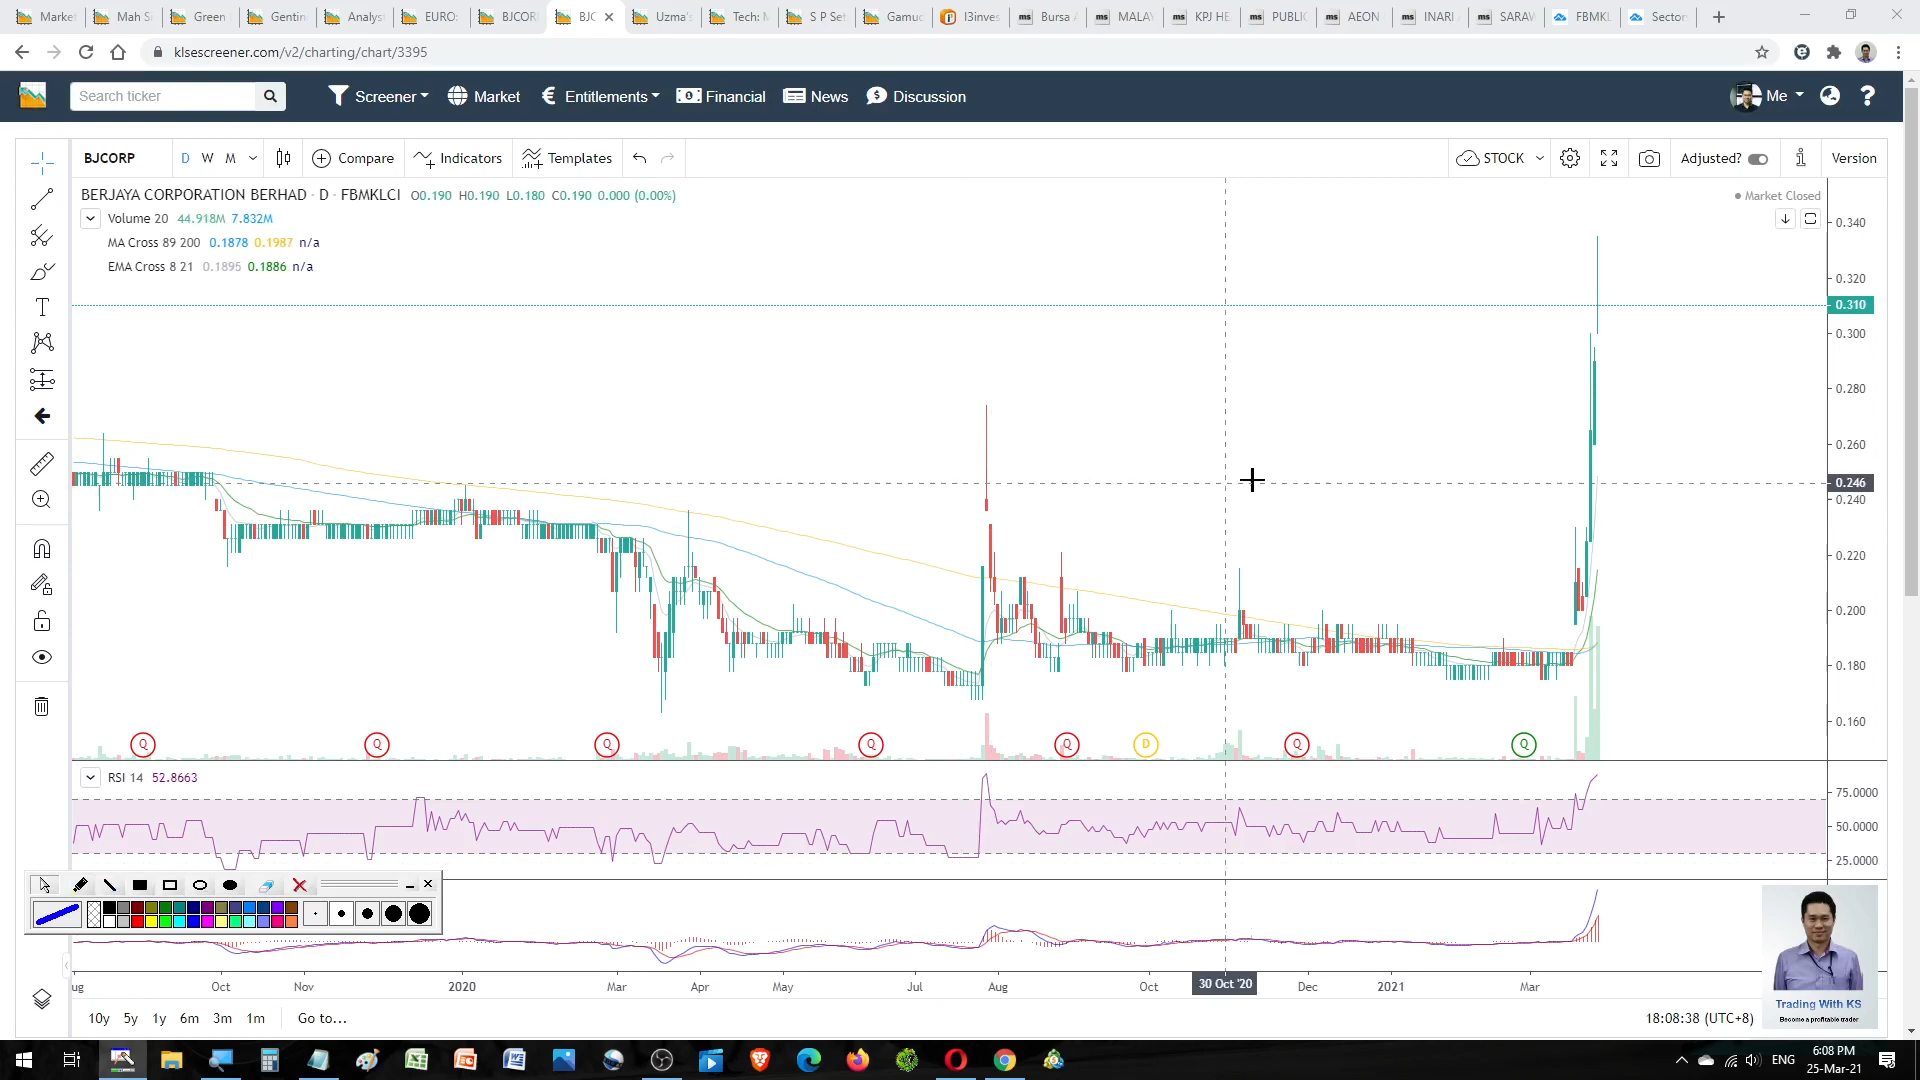 Market
Mah S
Green
Gentin
Analys
EURO:
BJCOR
BJC
Uzma's
Tech: M
S P Set
Gamuc
I3inves
Bursa
MALAY
KPJ HE
PUBLIC
AEON
INARI
SARAW
FBMKL
Sector
klsescreener.com/v2/charting/chart/3395
Search ticker
Screener
Market
Entitlements
Financial
News
Discussion
Me
BJCORP
D W M
Compare
Indicators
Templates
STOCK
Adjusted?
Version
BERJAYA CORPORATION BERHAD · D · FBMKLCI O0.190 H0.190 L0.180 C0.190 0.000 (0.00%)
Market Closed
Volume 20 44.918M 7.832M
MA Cross 89 200 0.1878 0.1987 n/a
EMA Cross 8 21 0.1895 0.1886 n/a
0.340
0.320
0.310
0.300
0.280
0.260
0.246
0.240
0.220
0.200
0.180
0.160
Q Q Q Q Q D Q Q
RSI 14 52.8663
75.0000
50.0000
25.0000
Trading With KS
Become a profitable trader
ug Oct Nov 2020 Mar Apr May Jul Aug Oct 30 Oct '20 Dec 2021 Mar
10y 5y 1y 6m 3m 1m Go to...
18:08:38 (UTC+8)
ENG
6:08 PM
25-Mar-21